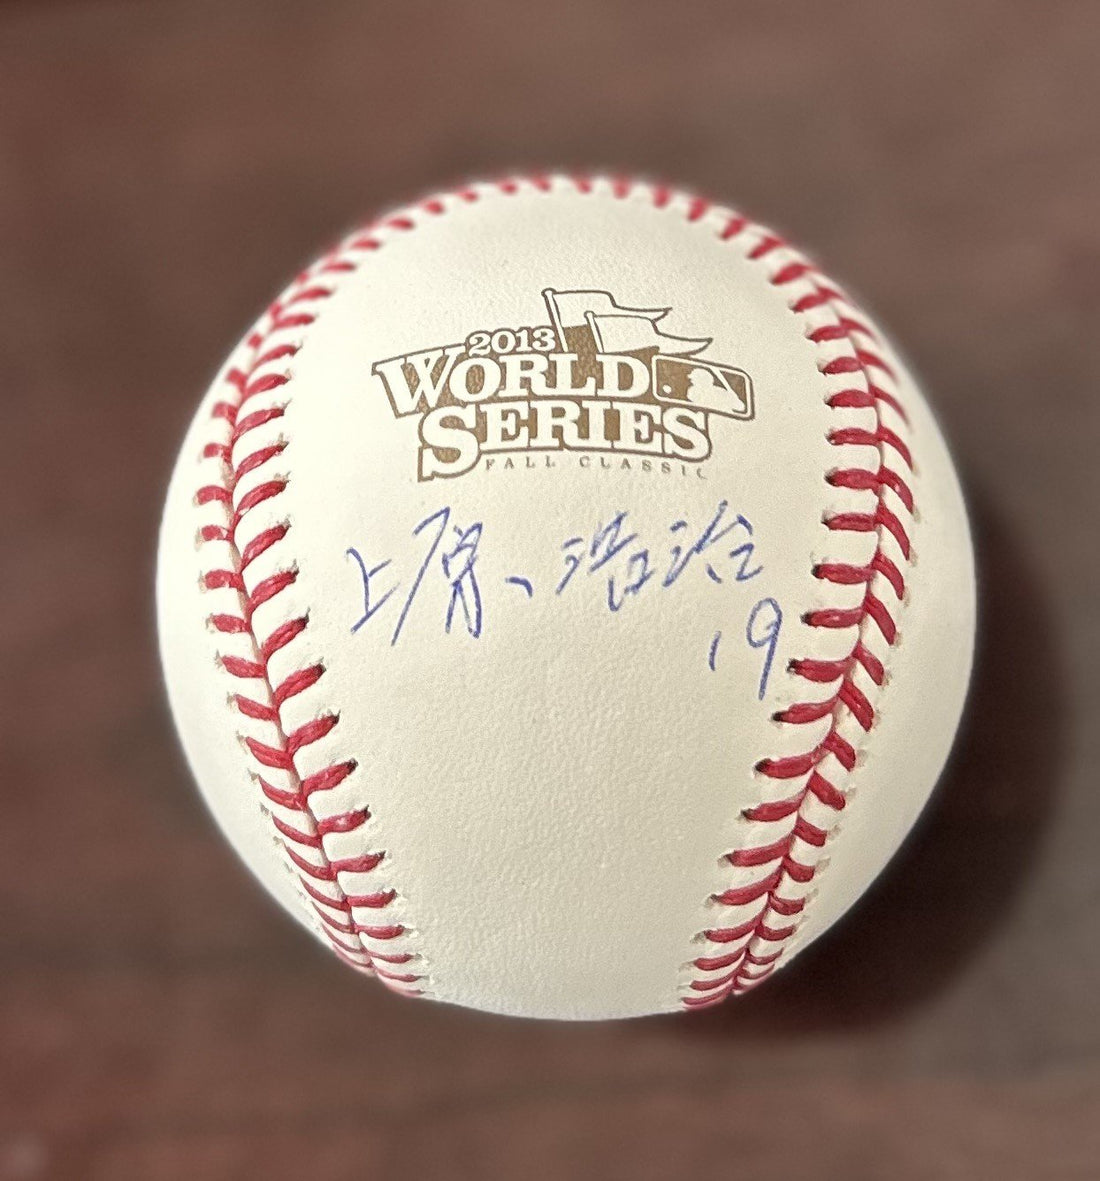 2013
WORLD
SERIES
FALL CLASSIC
上原、浩治
19